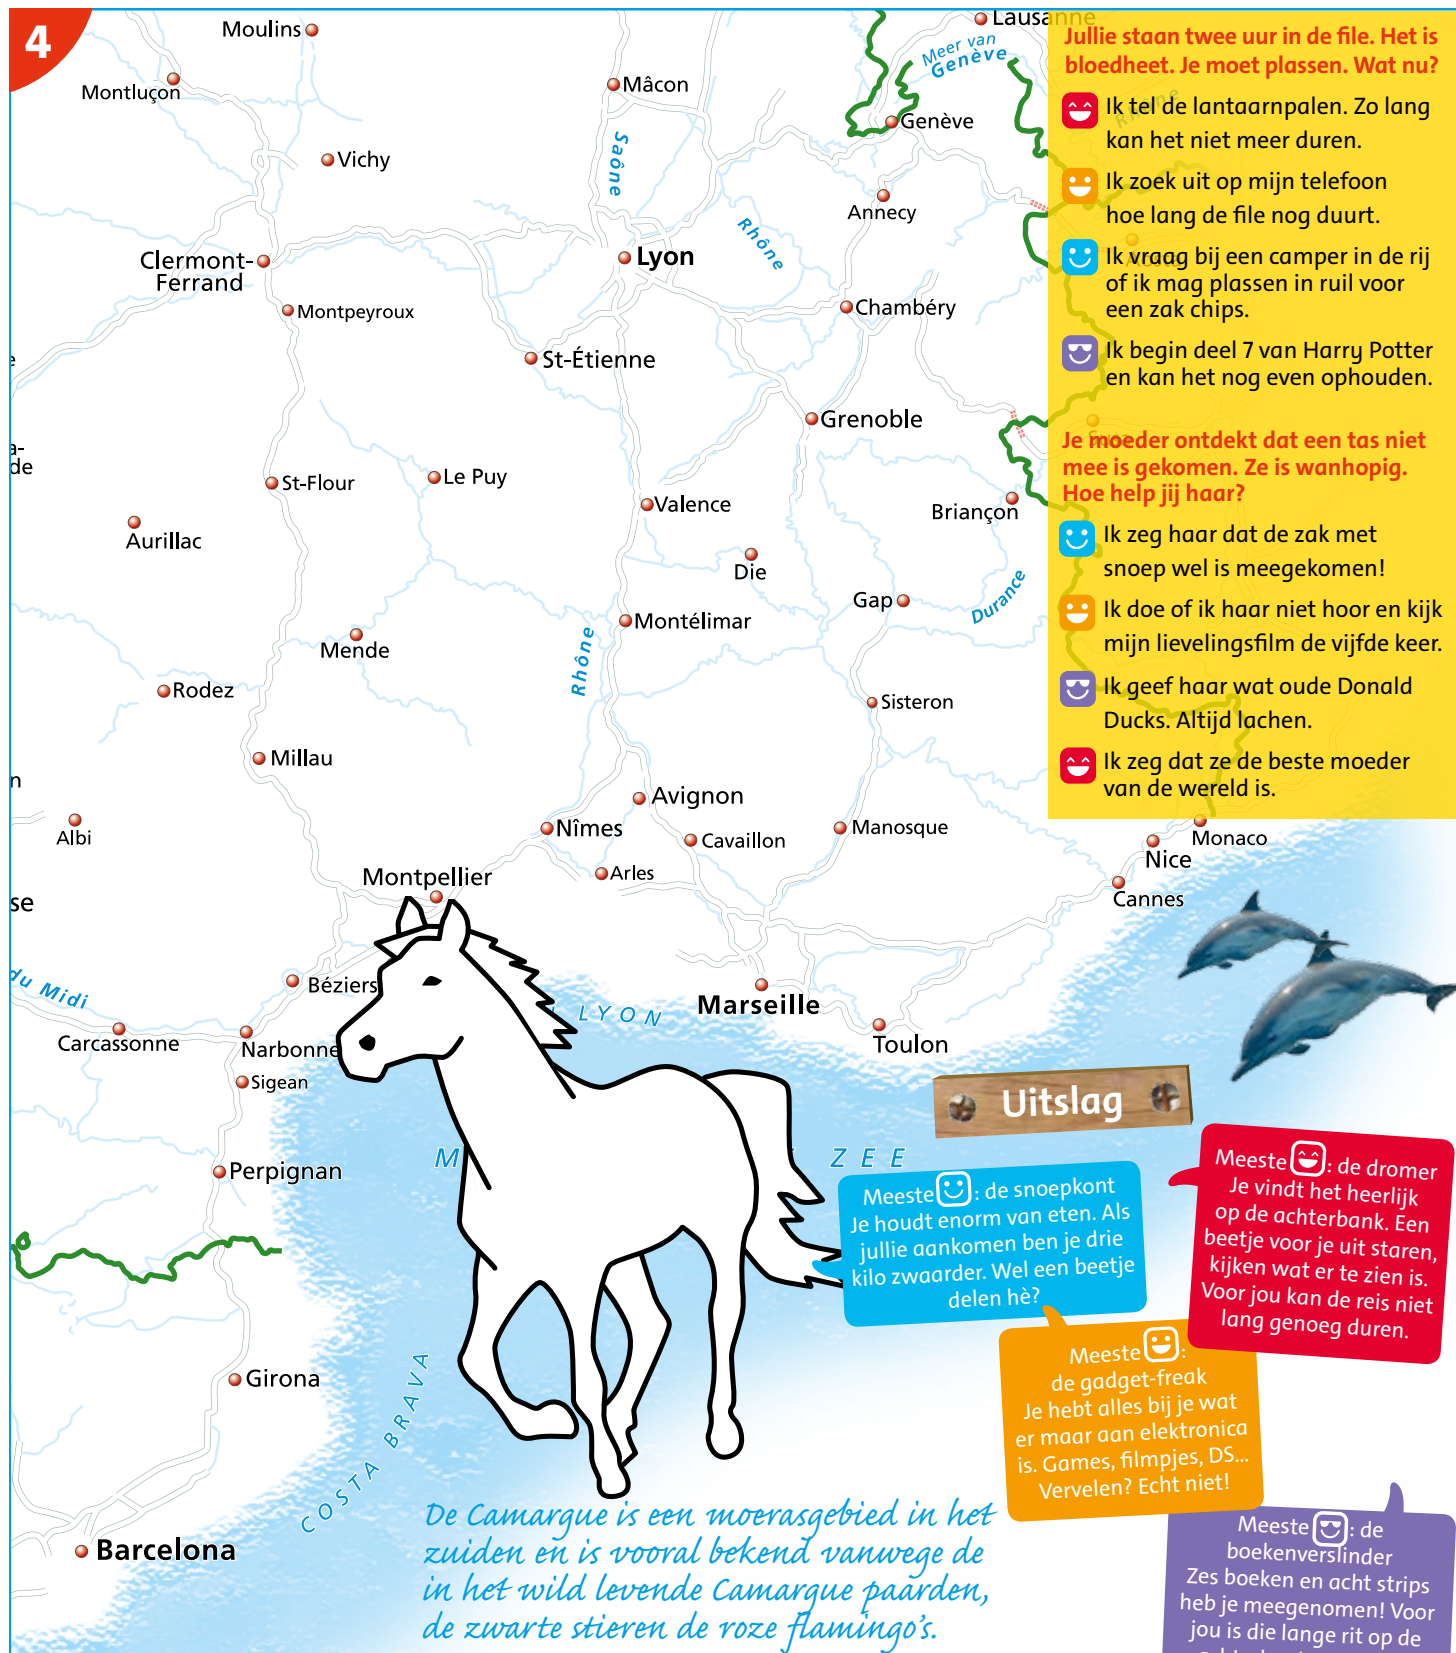 4
Moulins
Lausanne
Montluçon
Mâcon
Meer van
Genève
Genève
Vichy
Saône
Annecy
Rhône
Clermont-
Ferrand
Lyon
Montpeyroux
Chambéry
St-Étienne
Grenoble
a-
de
St-Flour
Le Puy
Valence
Briançon
Aurillac
Die
Gap
Durance
Montélimar
Mende
Rhône
Rodez
Sisteron
Millau
n
Avignon
Albi
Nîmes
Cavaillon
Manosque
Monaco
Nice
Arles
Cannes
Montpellier
se
du Midi
Béziers
LYON
Marseille
Carcassonne
Narbonne
Toulon
Sigean
M
ZEE
Perpignan
Girona
COSTA BRAVA
Barcelona
Jullie staan twee uur in de file. Het is
bloedheet. Je moet plassen. Wat nu?
Ik tel de lantaarnpalen. Zo lang
kan het niet meer duren.
Ik zoek uit op mijn telefoon
hoe lang de file nog duurt.
Ik vraag bij een camper in de rij
of ik mag plassen in ruil voor
een zak chips.
Ik begin deel 7 van Harry Potter
en kan het nog even ophouden.
Je moeder ontdekt dat een tas niet
mee is gekomen. Ze is wanhopig.
Hoe help jij haar?
Ik zeg haar dat de zak met
snoep wel is meegekomen!
Ik doe of ik haar niet hoor en kijk
mijn lievelingsfilm de vijfde keer.
Ik geef haar wat oude Donald
Ducks. Altijd lachen.
Ik zeg dat ze de beste moeder
van de wereld is.
Uitslag
Meeste : de snoepkont
Je houdt enorm van eten. Als
jullie aankomen ben je drie
kilo zwaarder. Wel een beetje
delen hè?
Meeste : de dromer
Je vindt het heerlijk
op de achterbank. Een
beetje voor je uit staren,
kijken wat er te zien is.
Voor jou kan de reis niet
lang genoeg duren.
Meeste :
de gadget-freak
Je hebt alles bij je wat
er maar aan elektronica
is. Games, filmpjes, DS...
Vervelen? Echt niet!
Meeste : de
boekenverslinder
Zes boeken en acht strips
heb je meegenomen! Voor
jou is die lange rit op de
De Camargue is een moerasgebied in het
zuiden en is vooral bekend vanwege de
in het wild levende Camargue paarden,
de zwarte stieren de roze flamingo's.